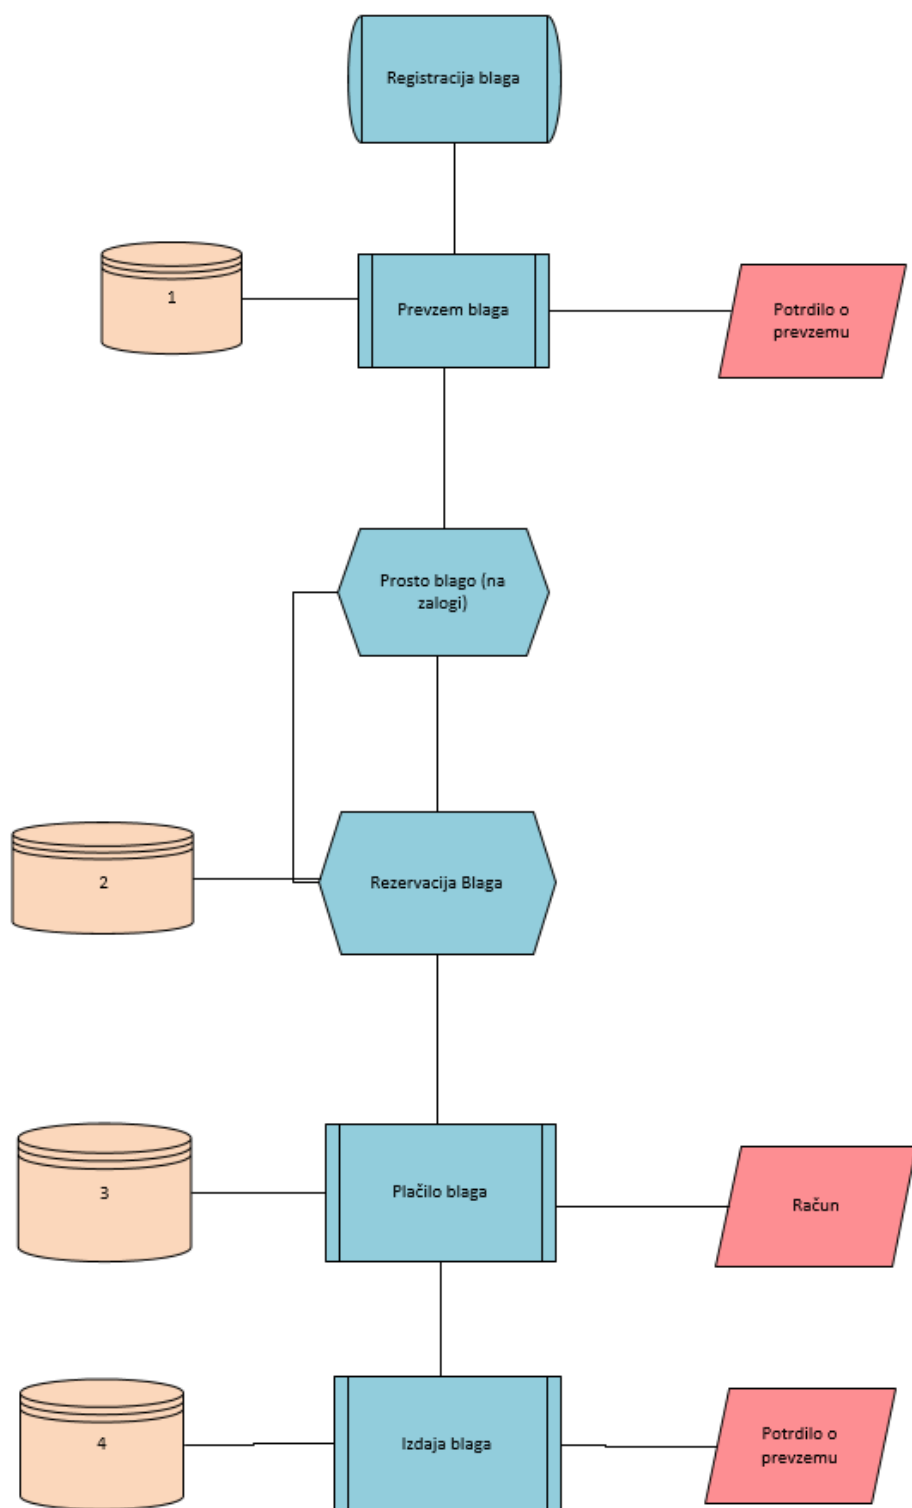 Registracija blaga
1
Prevzem blaga
Potrdilo o
prevzemu
Prosto blago (na
zalogi)
2
Rezervacija Blaga
3
Plačilo blaga
Račun
4
Izdaja blaga
Potrdilo o
prevzemu